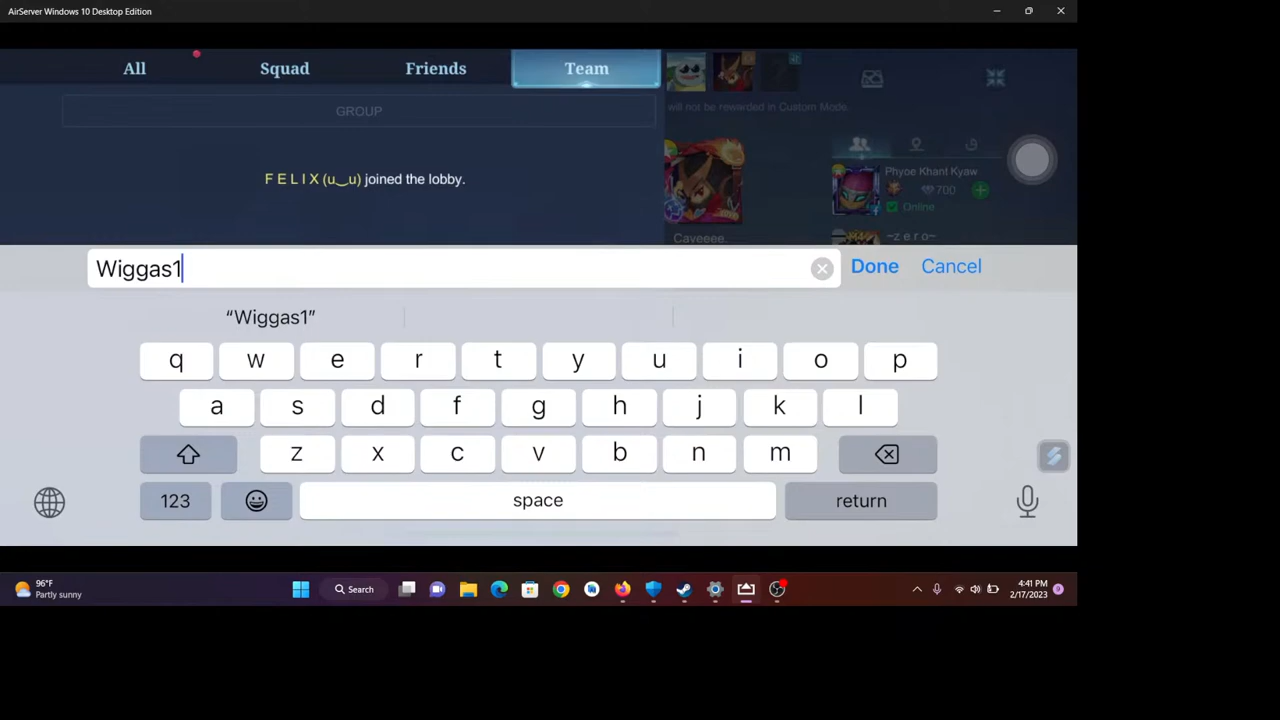 AirServer Windows 10 Desktop Edition
All
Squad
Friends
Team
GROUP
F E L I X (u‿u) joined the lobby.
will not be rewarded in Custom Mode.
Phyoe Khant Kyaw
700
Online
~z e r o~
Caveeee
Wiggas1
Done
Cancel
“Wiggas1”
q w e r t y u i o p
a s d f g h j k l
z x c v b n m
123
space
return
96°F
Partly sunny
Search
4:41 PM
2/17/2023